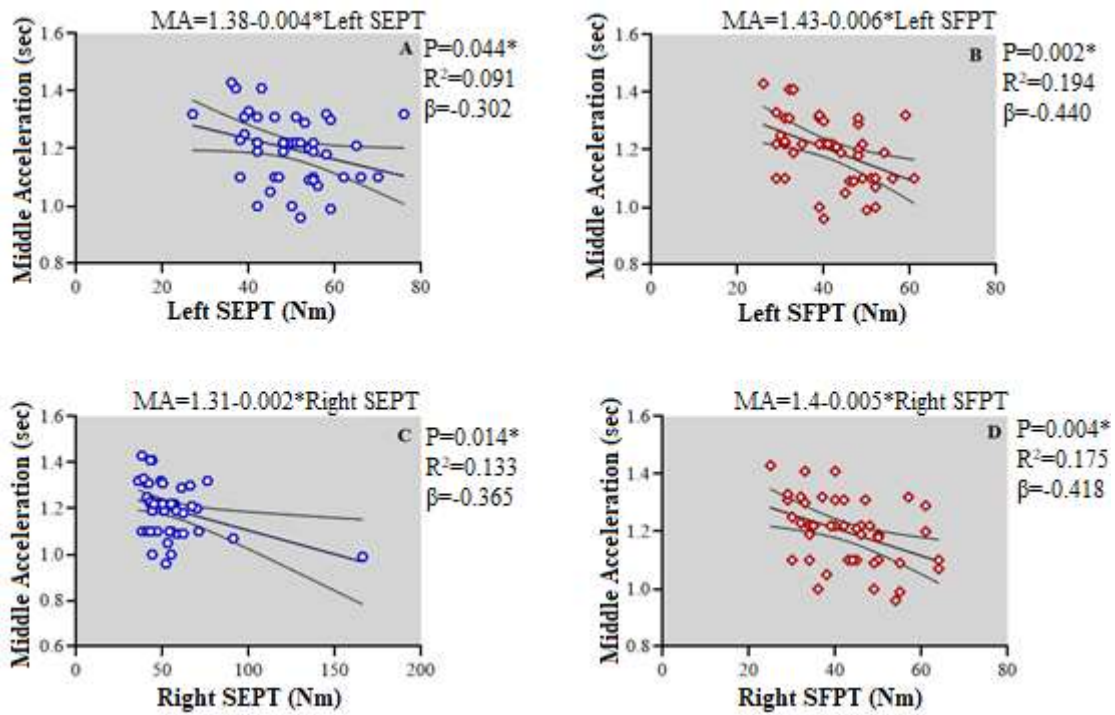 MA=1.38-0.004*Left SEPT
A
P=0.044*
R²=0.091
β=-0.302
Middle Acceleration (sec)
1.6
1.4
1.2
1.0
0.8
0
20
40
60
80
Left SEPT (Nm)
MA=1.43-0.006*Left SFPT
B
P=0.002*
R²=0.194
β=-0.440
Middle Acceleration (sec)
1.6
1.4
1.2
1.0
0.8
0
20
40
60
80
Left SFPT (Nm)
MA=1.31-0.002*Right SEPT
C
P=0.014*
R²=0.133
β=-0.365
Middle Acceleration (sec)
1.6
1.4
1.2
1.0
0.8
0.6
0
50
100
150
200
Right SEPT (Nm)
MA=1.4-0.005*Right SFPT
D
P=0.004*
R²=0.175
β=-0.418
Middle Acceleration (sec)
1.6
1.4
1.2
1.0
0.8
0
20
40
60
80
Right SFPT (Nm)